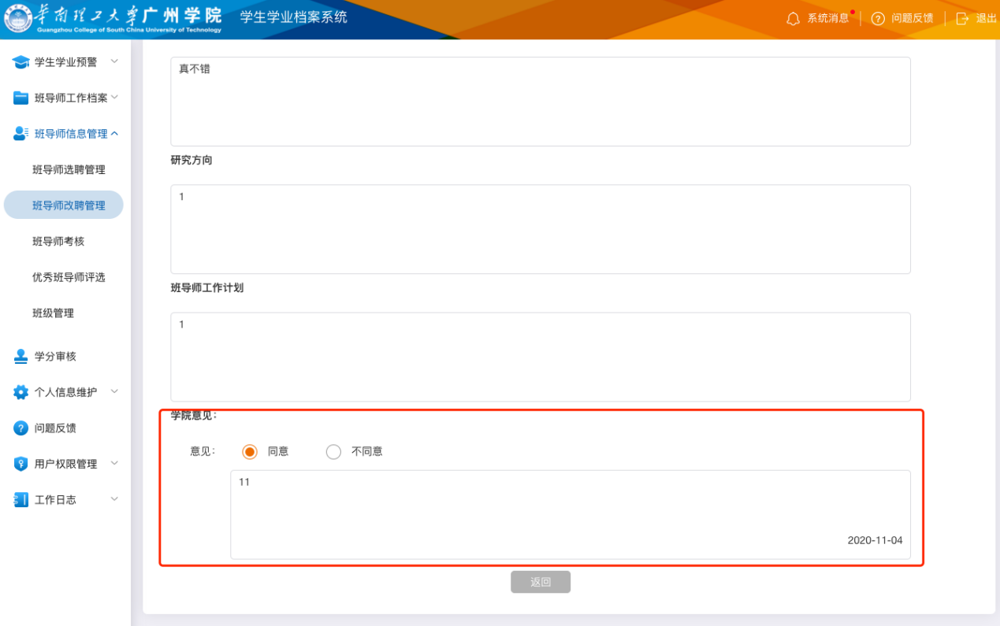 华南理工大学广州学院
Guangzhou College of South China University of Technology
学生学业档案系统
系统消息
问题反馈
退出
学生学业预警
班导师工作档案
班导师信息管理
班导师选聘管理
班导师改聘管理
班导师考核
优秀班导师评选
班级管理
学分审核
个人信息维护
问题反馈
用户权限管理
工作日志
真不错
研究方向
1
班导师工作计划
1
学院意见：
意见： 同意 不同意
11
2020-11-04
返回